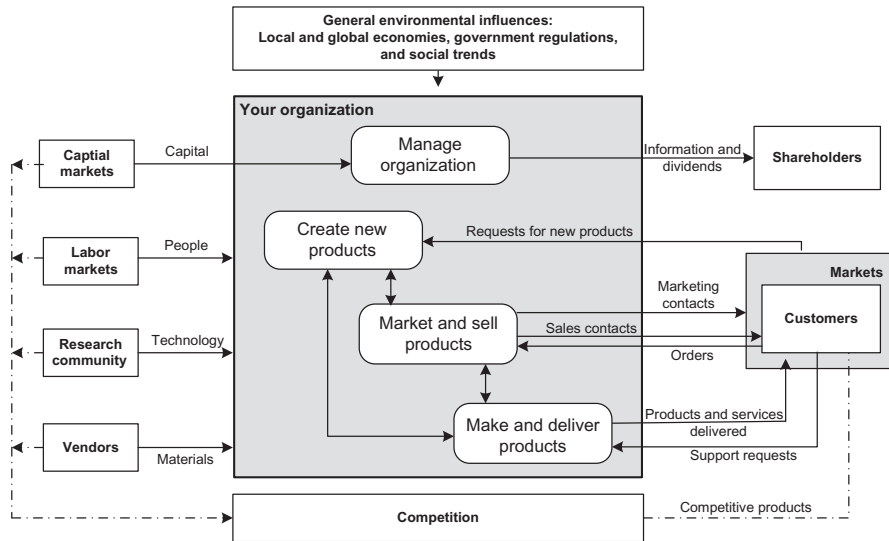 General environmental influences:
Local and global economies, government regulations,
and social trends
Your organization
Captial
markets
Capital
Manage
organization
Information and
dividends
Shareholders
Labor
markets
People
Create new
products
Requests for new products
Markets
Marketing
contacts
Customers
Research
community
Technology
Market and sell
products
Sales contacts
Orders
Vendors
Materials
Make and deliver
products
Products and services
delivered
Support requests
Competition
Competitive products